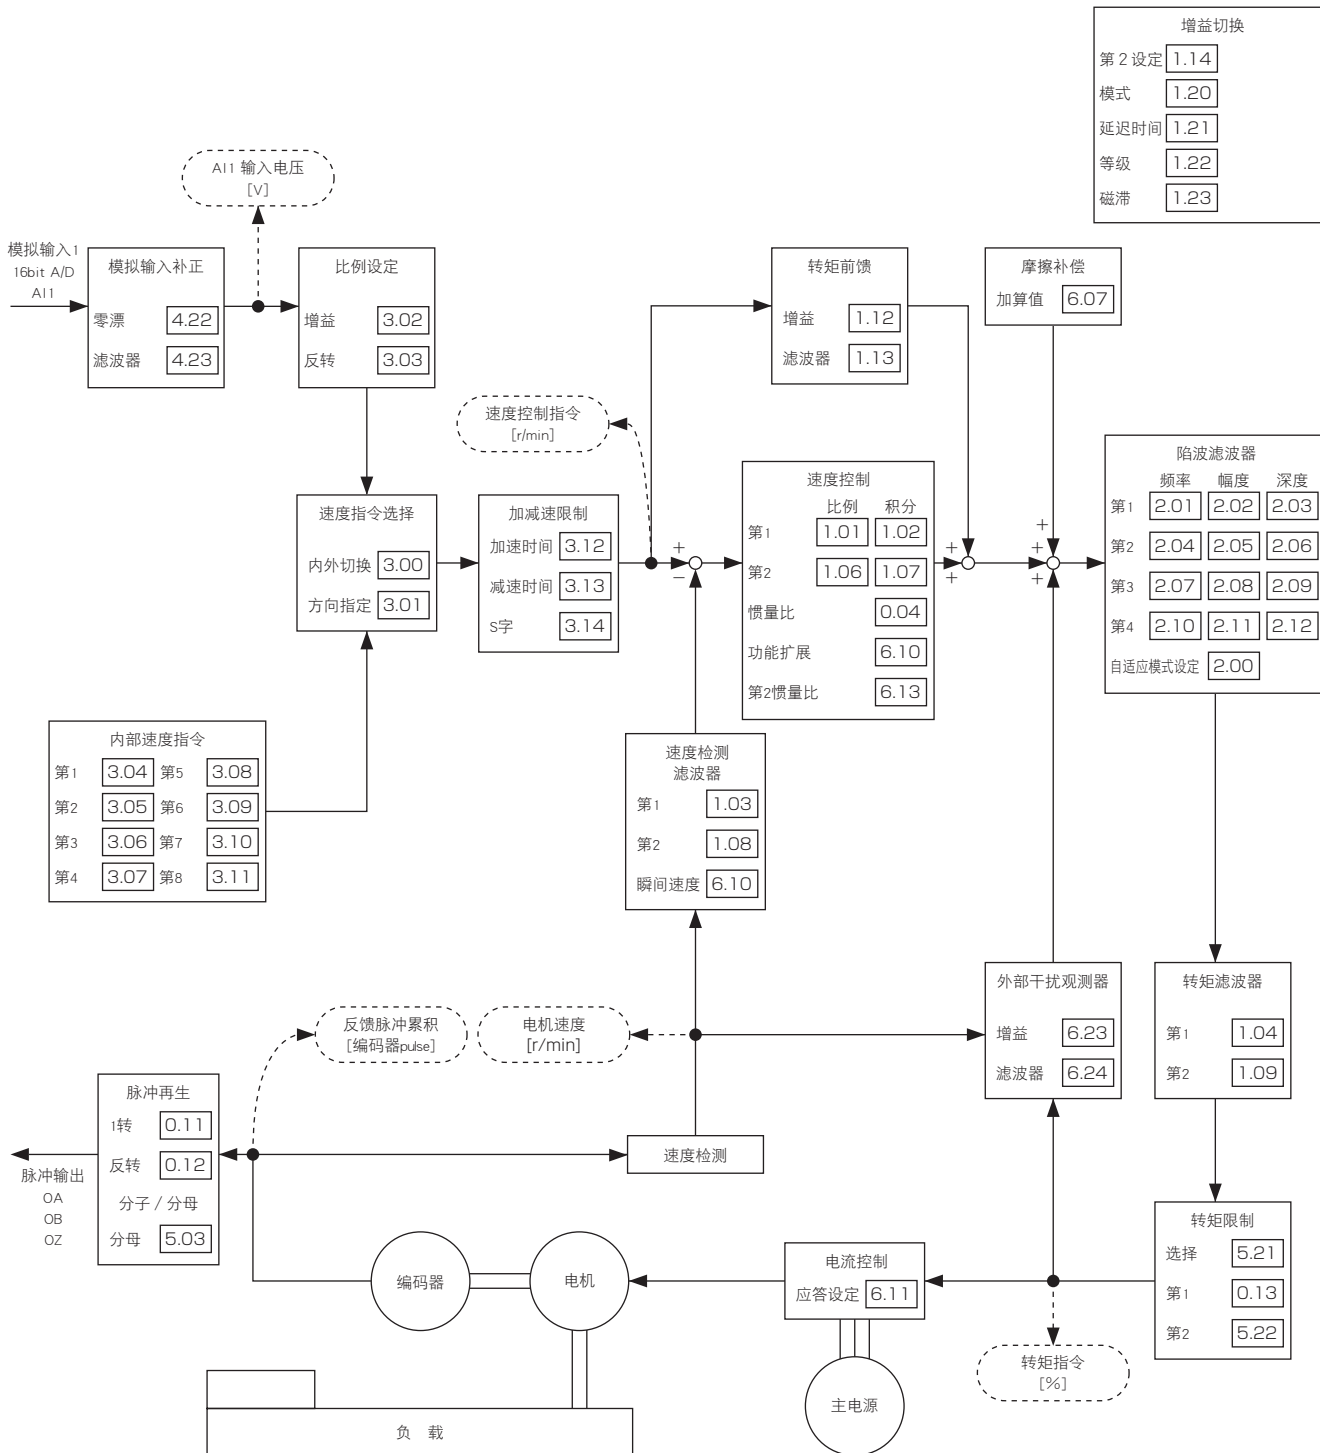 增益切换
第 2 设定 1.14
模式 1.20
延迟时间 1.21
等级 1.22
磁滞 1.23
AI1 输入电压
[V]
模拟输入1
16bit A/D
AI1
模拟输入补正
零漂 4.22
滤波器 4.23
比例设定
增益 3.02
反转 3.03
转矩前馈
增益 1.12
滤波器 1.13
摩擦补偿
加算值 6.07
速度控制指令
[r/min]
速度指令选择
内外切换 3.00
方向指定 3.01
加减速限制
加速时间 3.12
减速时间 3.13
S字 3.14
+
−
速度控制
比例 积分
第1 1.01 1.02
第2 1.06 1.07
惯量比 0.04
功能扩展 6.10
第2惯量比 6.13
+
+
+
+
+
陷波滤波器
频率 幅度 深度
第1 2.01 2.02 2.03
第2 2.04 2.05 2.06
第3 2.07 2.08 2.09
第4 2.10 2.11 2.12
自适应模式设定 2.00
内部速度指令
第1 3.04 第5 3.08
第2 3.05 第6 3.09
第3 3.06 第7 3.10
第4 3.07 第8 3.11
速度检测
滤波器
第1 1.03
第2 1.08
瞬间速度 6.10
反馈脉冲累积
[编码器pulse]
电机速度
[r/min]
外部干扰观测器
增益 6.23
滤波器 6.24
转矩滤波器
第1 1.04
第2 1.09
脉冲再生
1转 0.11
反转 0.12
分子 / 分母
分母 5.03
脉冲输出
OA
OB
OZ
速度检测
转矩限制
选择 5.21
第1 0.13
第2 5.22
编码器
电机
电流控制
应答设定 6.11
转矩指令
[%]
主电源
负 载